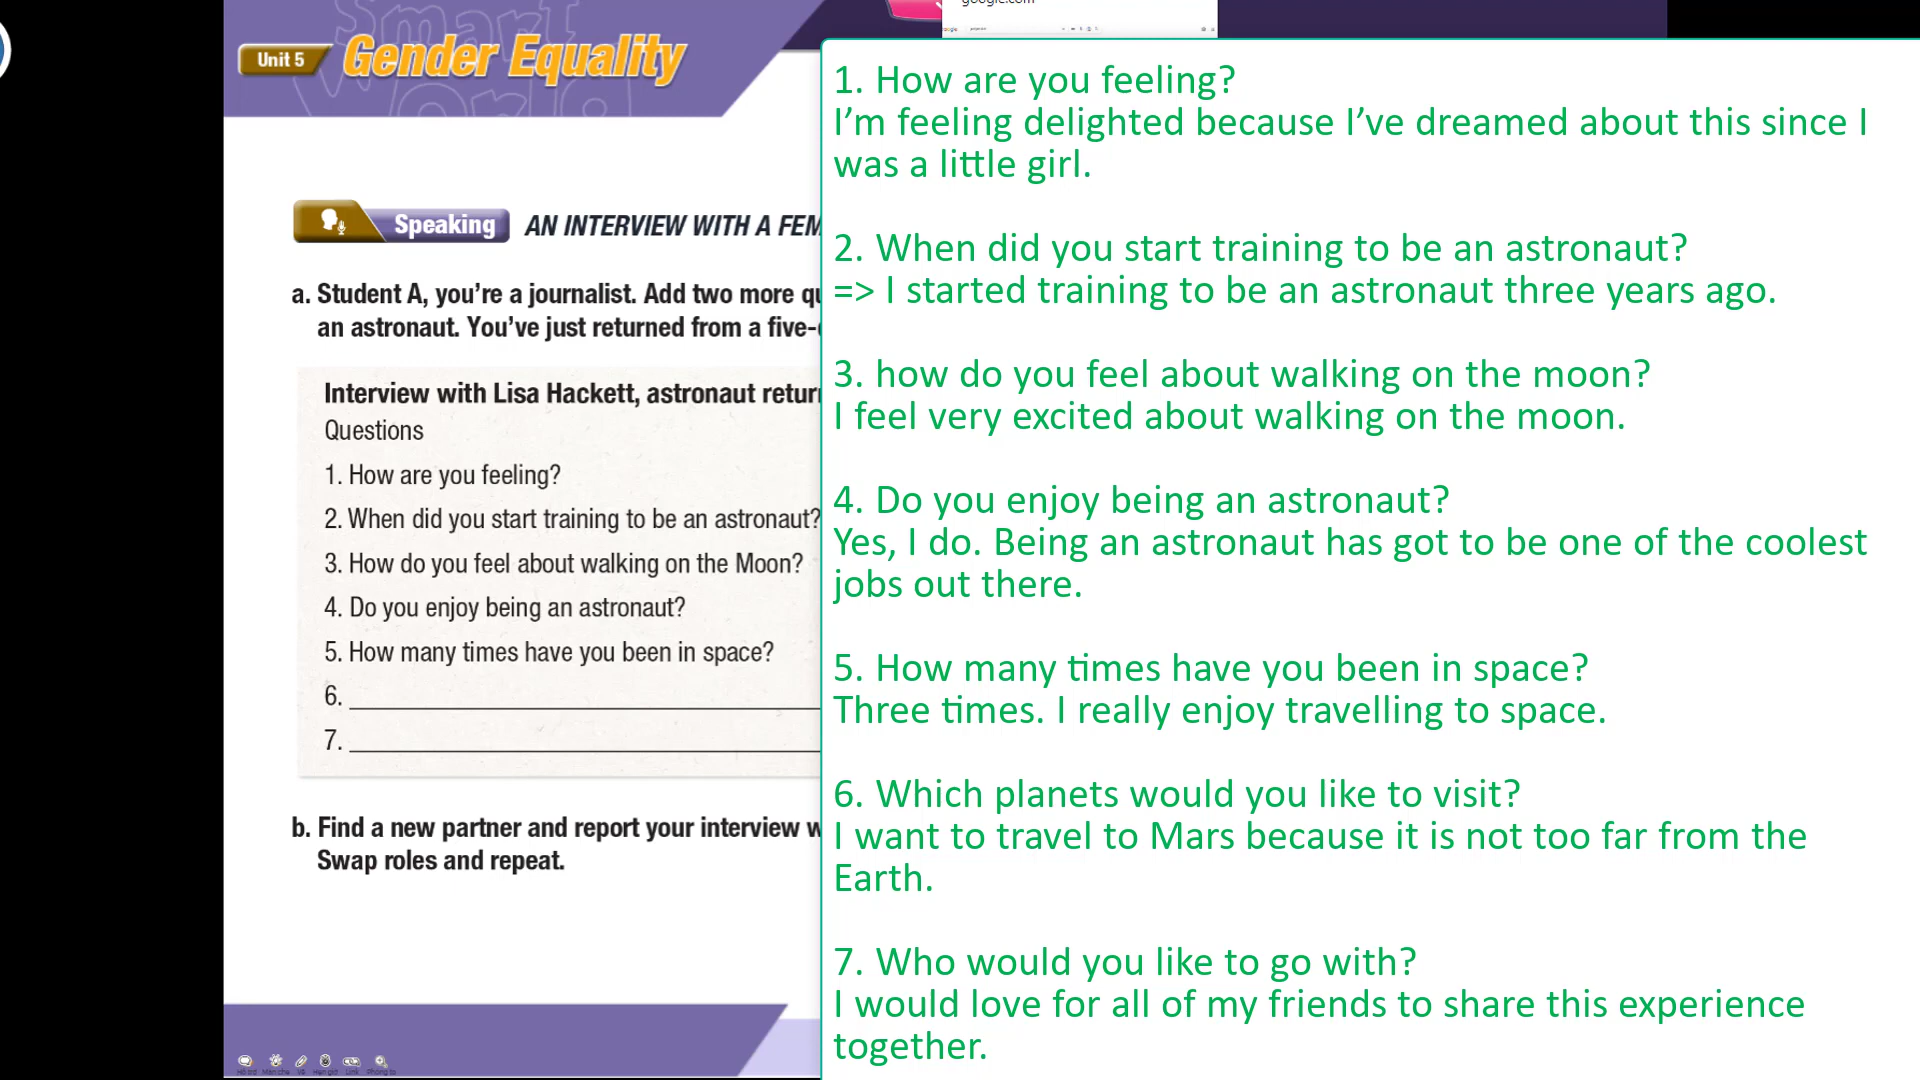 google.com
Unit 5
Gender Equality
Speaking
AN INTERVIEW WITH A FEM
a. Student A, you're a journalist. Add two more qu
an astronaut. You've just returned from a five-
Interview with Lisa Hackett, astronaut retur
Questions
1. How are you feeling?
2. When did you start training to be an astronaut?
3. How do you feel about walking on the Moon?
4. Do you enjoy being an astronaut?
5. How many times have you been in space?
6.
7.
b. Find a new partner and report your interview w
Swap roles and repeat.
1. How are you feeling?
I'm feeling delighted because I've dreamed about this since I
was a little girl.
2. When did you start training to be an astronaut?
=> I started training to be an astronaut three years ago.
3. how do you feel about walking on the moon?
I feel very excited about walking on the moon.
4. Do you enjoy being an astronaut?
Yes, I do. Being an astronaut has got to be one of the coolest
jobs out there.
5. How many times have you been in space?
Three times. I really enjoy travelling to space.
6. Which planets would you like to visit?
I want to travel to Mars because it is not too far from the
Earth.
7. Who would you like to go with?
I would love for all of my friends to share this experience
together.